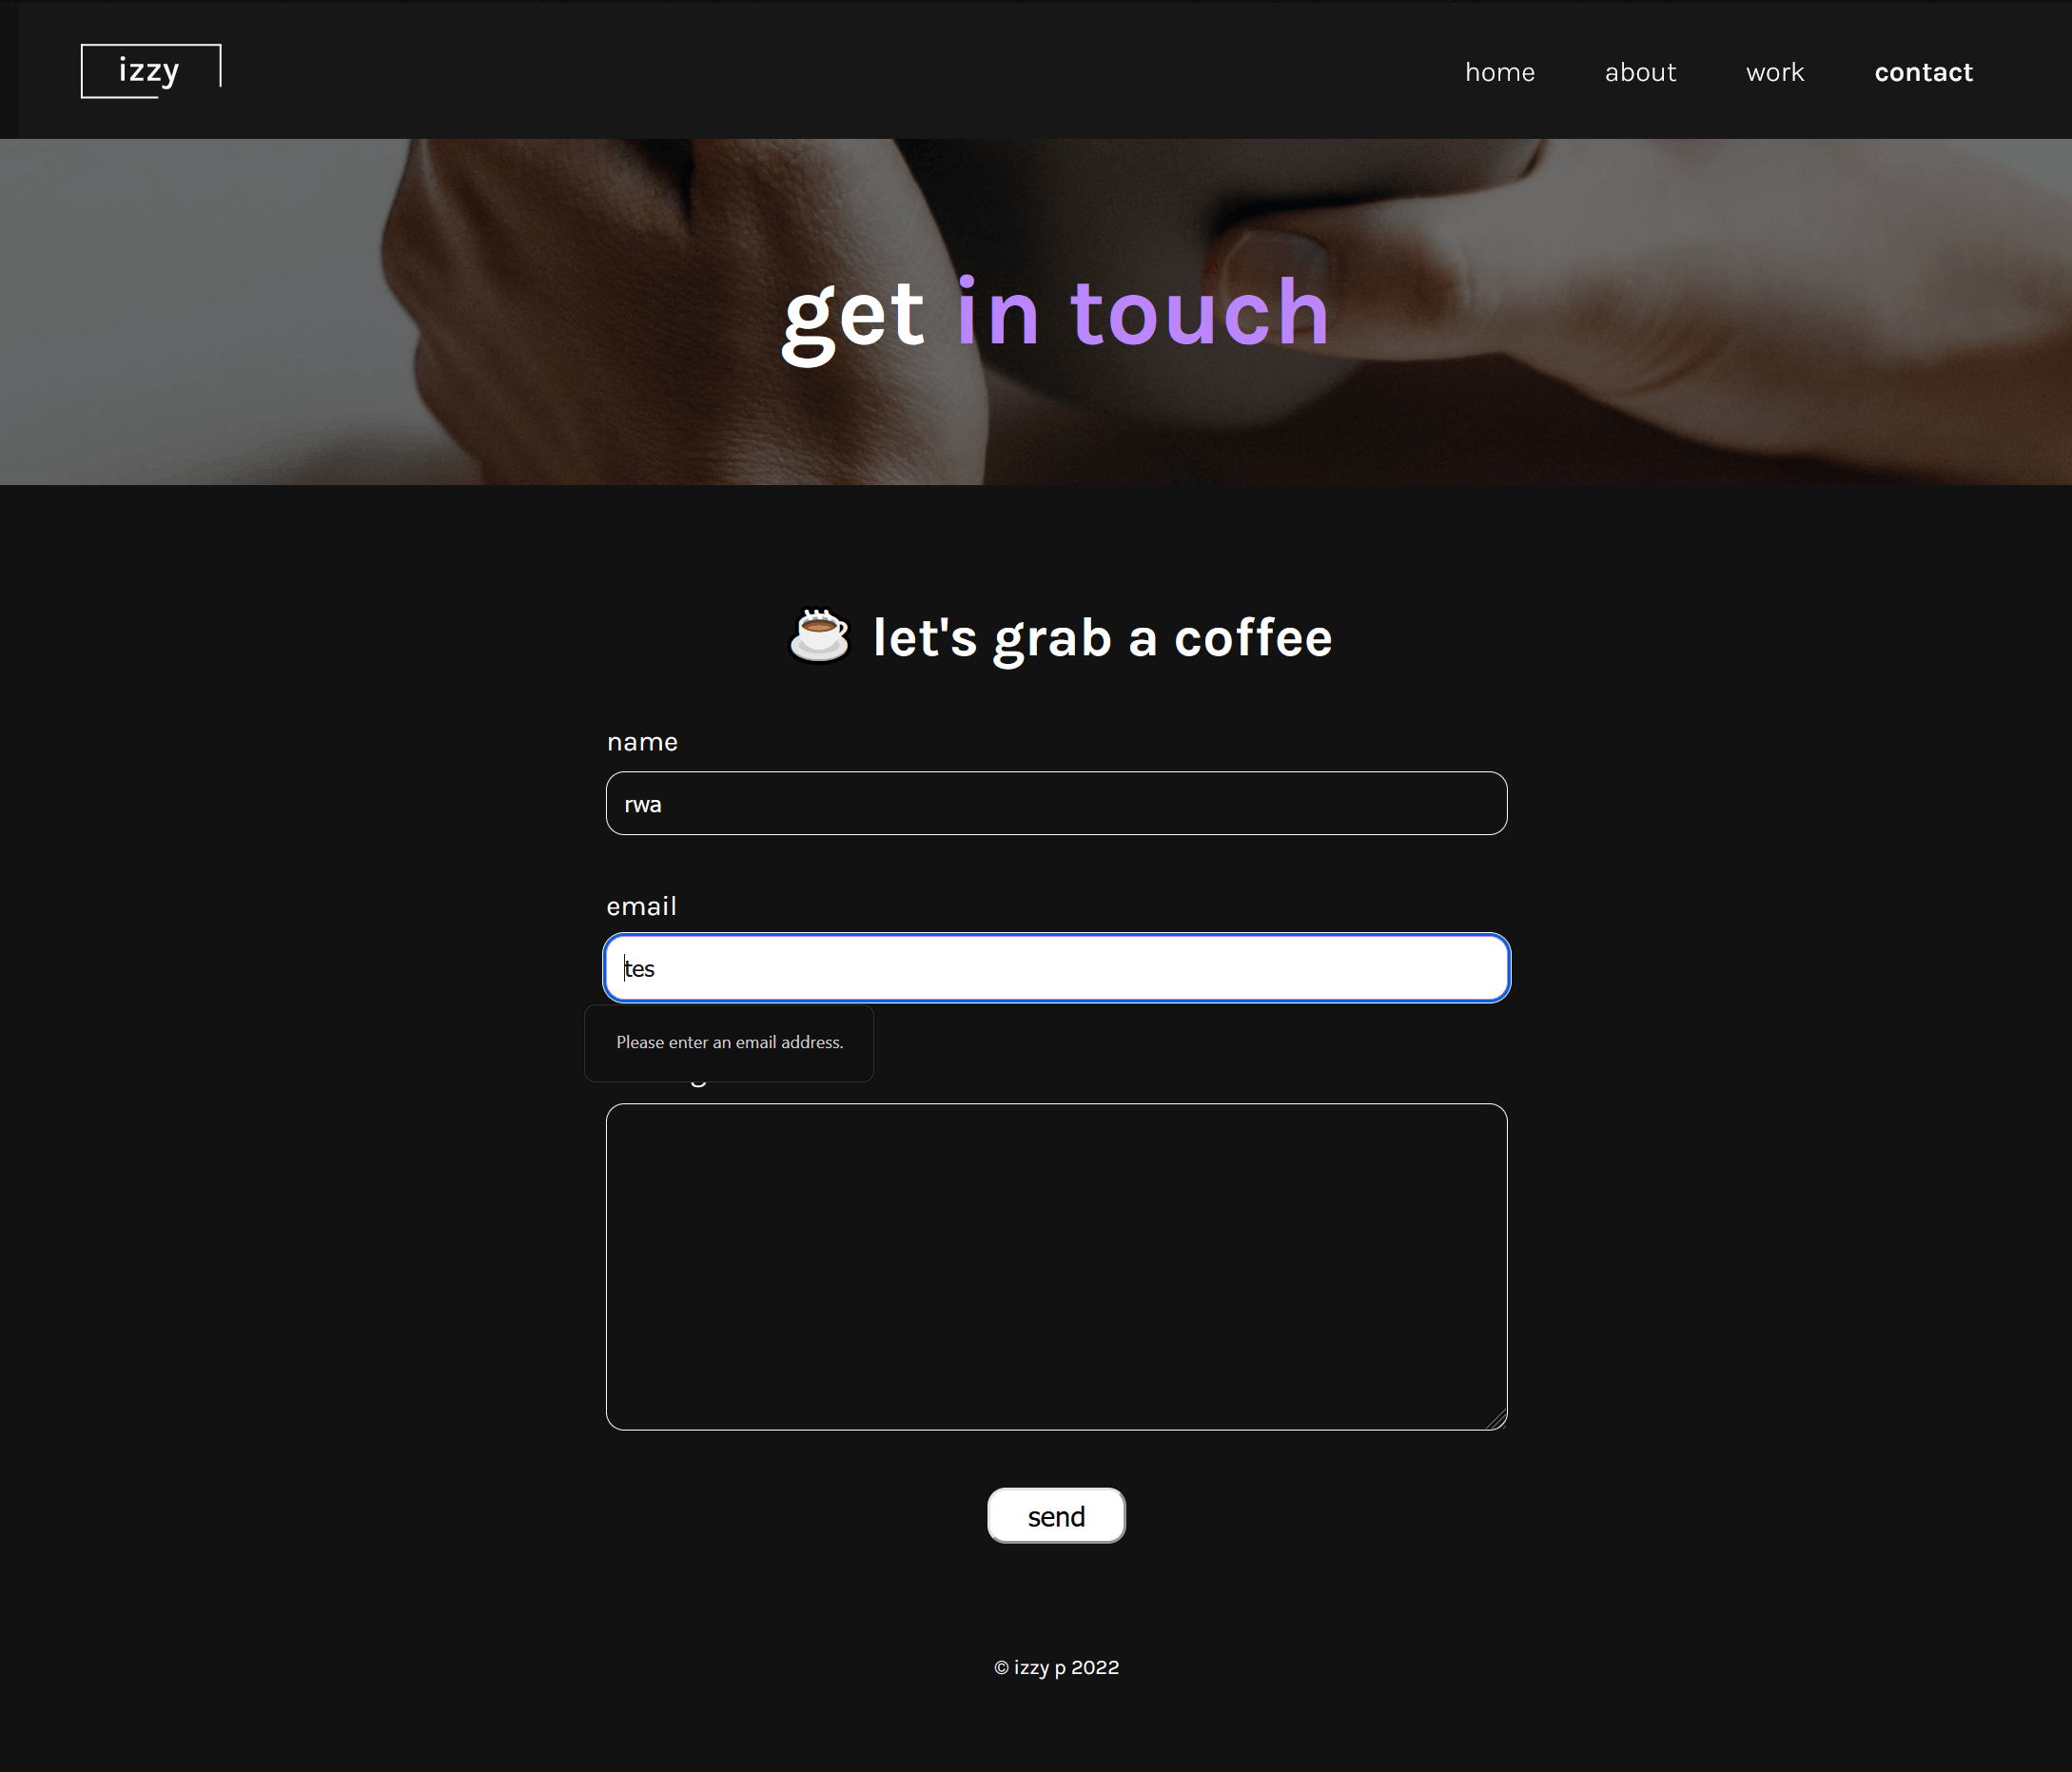 izzy
home about work contact
get in touch
let's grab a coffee
name
rwa
email
tes
Please enter an email address.
send
© izzy p 2022